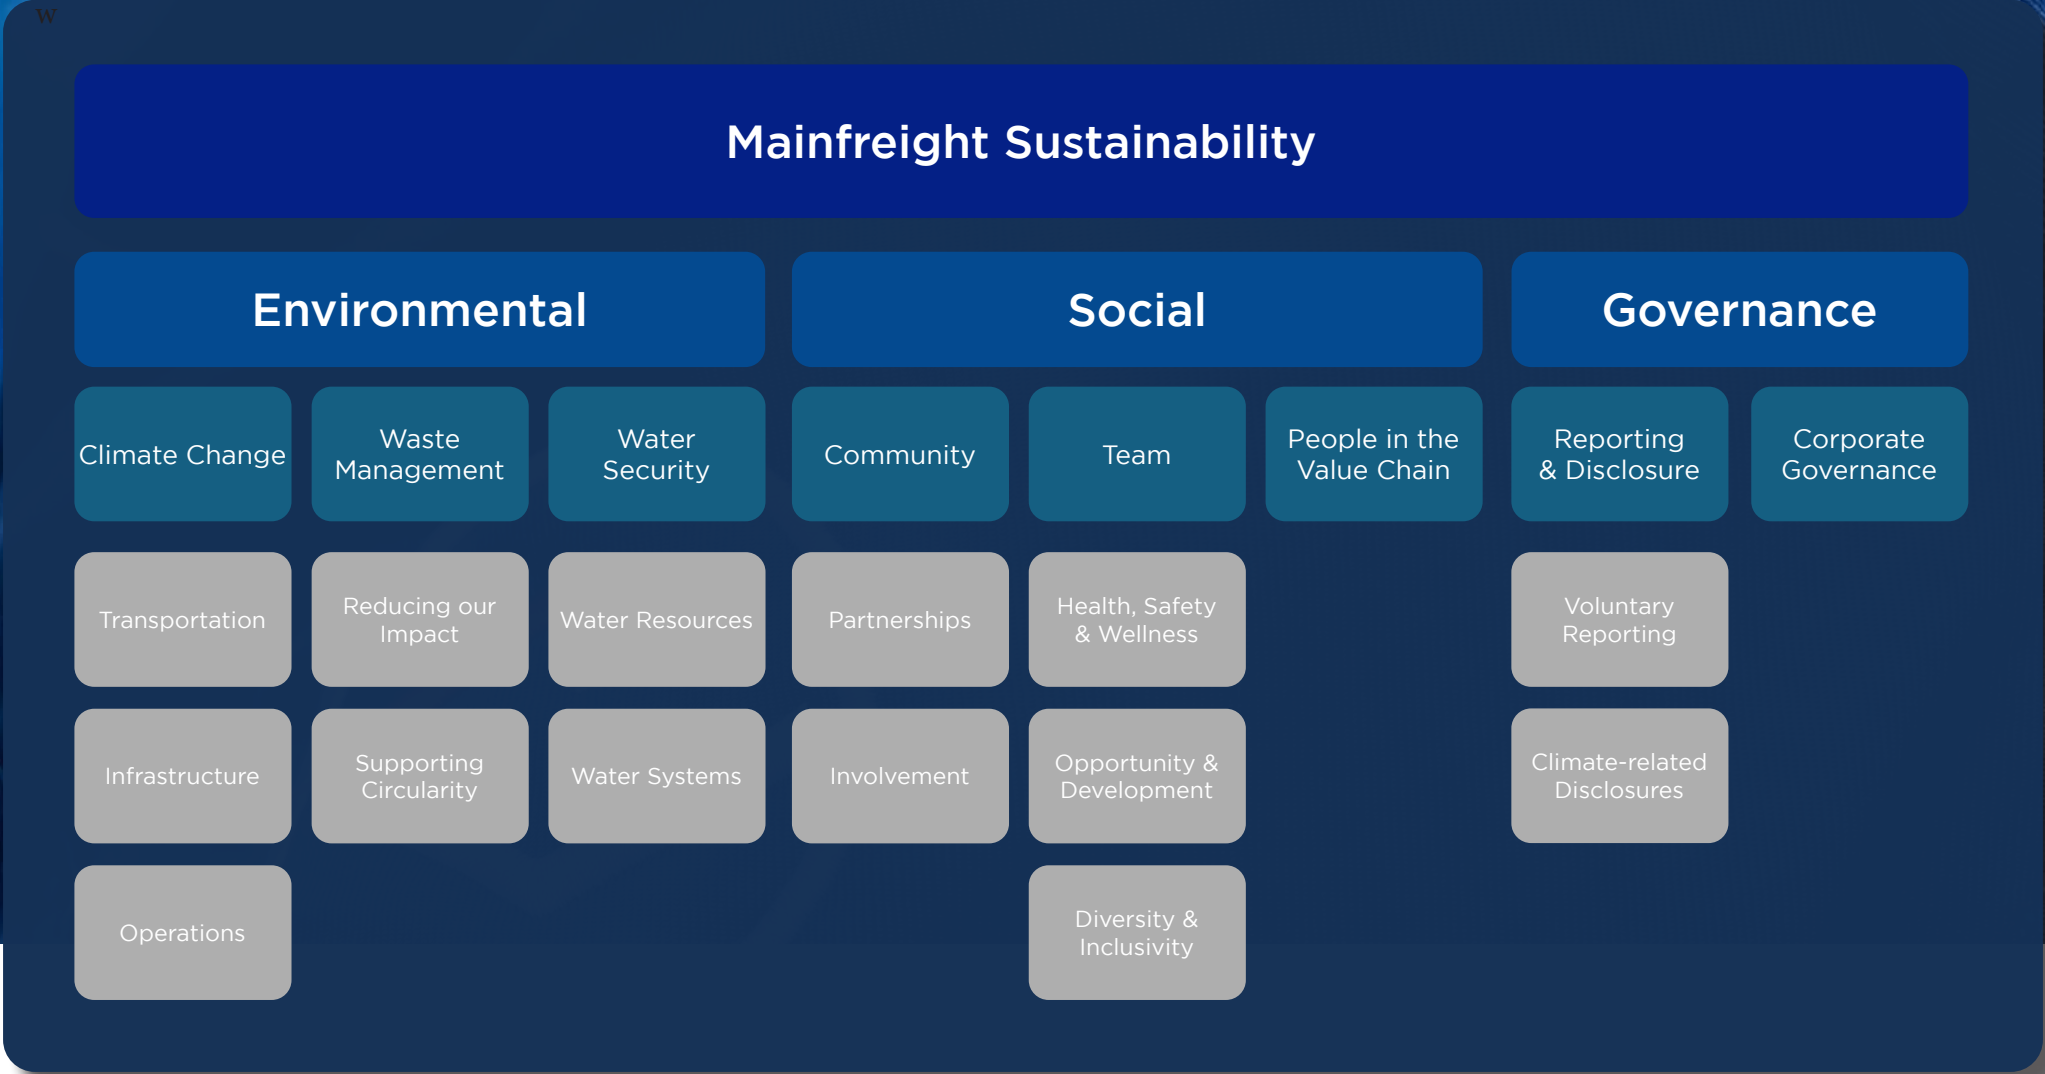 w
Mainfreight Sustainability
Environmental
Social
Governance
Climate Change
Waste
Management
Water
Security
Community
Team
People in the
Value Chain
Reporting
& Disclosure
Corporate
Governance
Transportation
Reducing our
Impact
Water Resources
Partnerships
Health, Safety
& Wellness
Voluntary
Reporting
Infrastructure
Supporting
Circularity
Water Systems
Involvement
Opportunity &
Development
Climate-related
Disclosures
Operations
Diversity &
Inclusivity